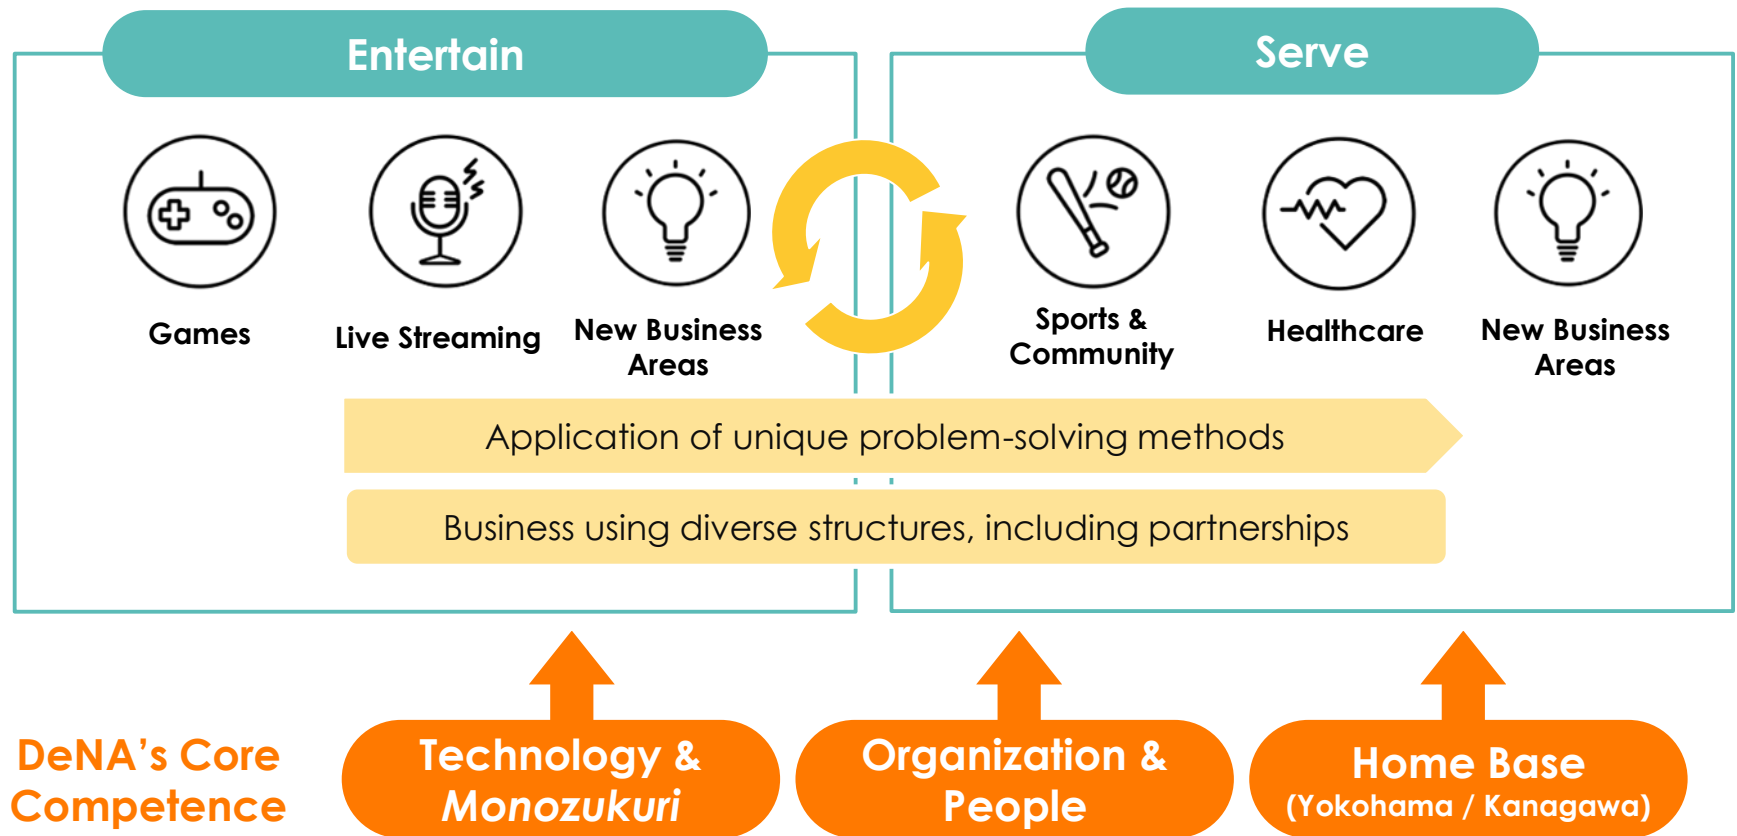 Entertain
Serve
Games
Live Streaming
New Business
Areas
Sports &
Community
Healthcare
New Business
Areas
Application of unique problem-solving methods
Business using diverse structures, including partnerships
DeNA’s Core
Competence
Technology &
Monozukuri
Organization &
People
Home Base
(Yokohama / Kanagawa)